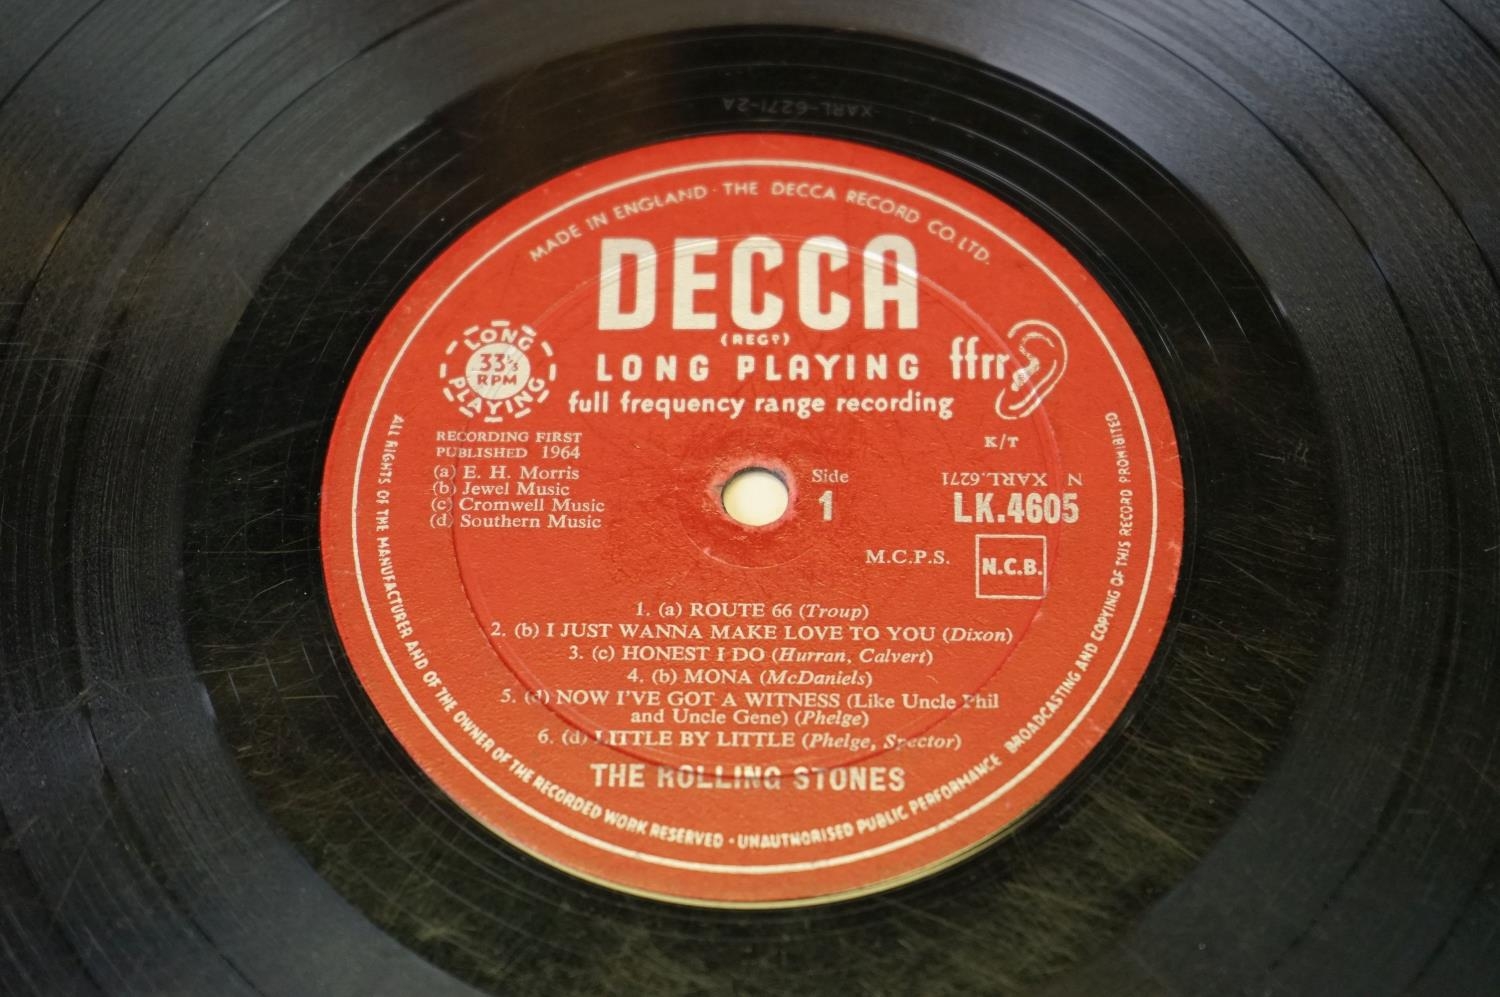 XARL-6271-2A
MADE IN ENGLAND · THE DECCA RECORD CO. LTD.
DECCA
(REGD)
LONG PLAYING
33⅓
RPM
LONG PLAYING
ffrr
full frequency range recording
RECORDING FIRST
PUBLISHED 1964
(a) E. H. Morris
(b) Jewel Music
(c) Cromwell Music
(d) Southern Music
Side
1
K/T
N XARL.6271
LK.4605
M.C.P.S.
N.C.B.
1. (a) ROUTE 66 (Troup)
2. (b) I JUST WANNA MAKE LOVE TO YOU (Dixon)
3. (c) HONEST I DO (Hurran, Calvert)
4. (b) MONA (McDaniels)
5. (d) NOW I'VE GOT A WITNESS (Like Uncle Phil
and Uncle Gene) (Phelge)
6. (d) LITTLE BY LITTLE (Phelge, Spector)
THE ROLLING STONES
ALL RIGHTS OF THE MANUFACTURER AND OF THE OWNER OF THE RECORDED WORK RESERVED · UNAUTHORISED PUBLIC PERFORMANCE BROADCASTING AND COPYING OF THIS RECORD PROHIBITED